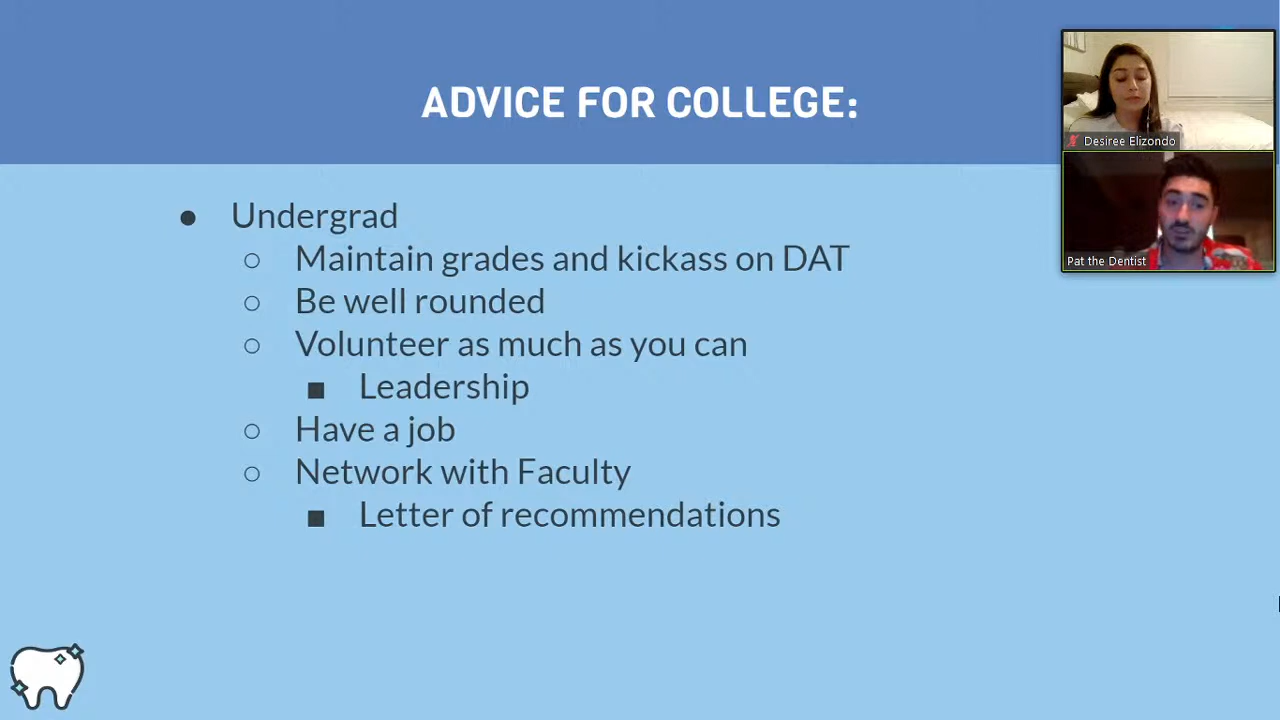 ADVICE FOR COLLEGE:
Desiree Elizondo
Pat the Dentist
● Undergrad
○ Maintain grades and kickass on DAT
○ Be well rounded
○ Volunteer as much as you can
■ Leadership
○ Have a job
○ Network with Faculty
■ Letter of recommendations